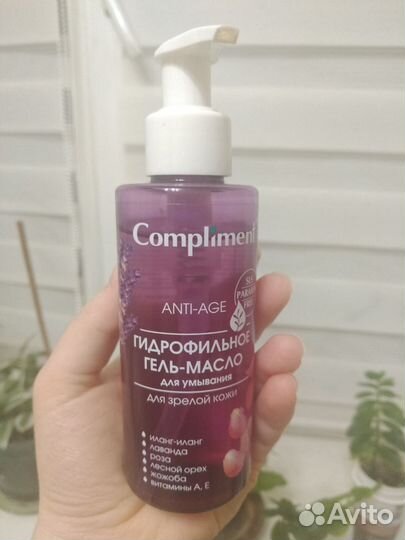 Compliment
SLS
PARABEN
FREE
ANTI-AGE
ГИДРОФИЛЬНОЕ
ГЕЛЬ-МАСЛО
для умывания
для зрелой кожи
иланг-иланг
лаванда
роза
лесной орех
жожоба
витамины А, Е
Avito